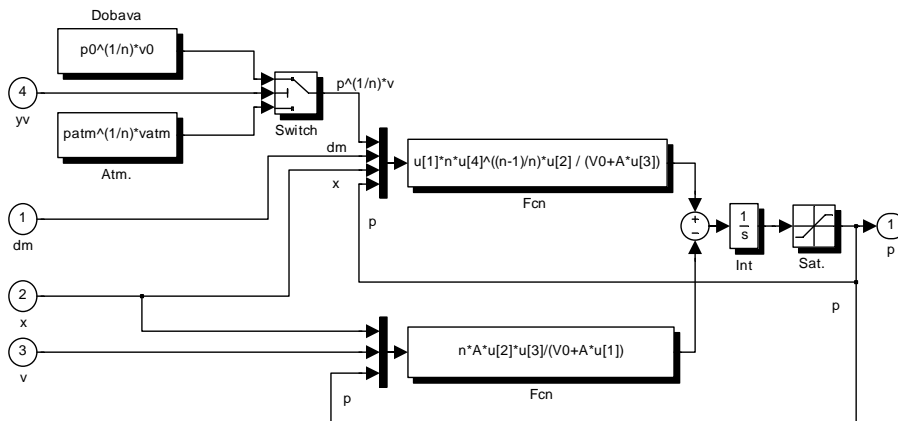 Dobava
p0^(1/n)*v0
4
yv
p^(1/n)*v
Switch
patm^(1/n)*vatm
Atm.
dm
x
p
u[1]*n*u[4]^((n-1)/n)*u[2] / (V0+A*u[3])
Fcn
1
dm
+
−
1
s
Int
Sat.
1
p
2
x
p
3
v
n*A*u[2]*u[3]/(V0+A*u[1])
Fcn
p